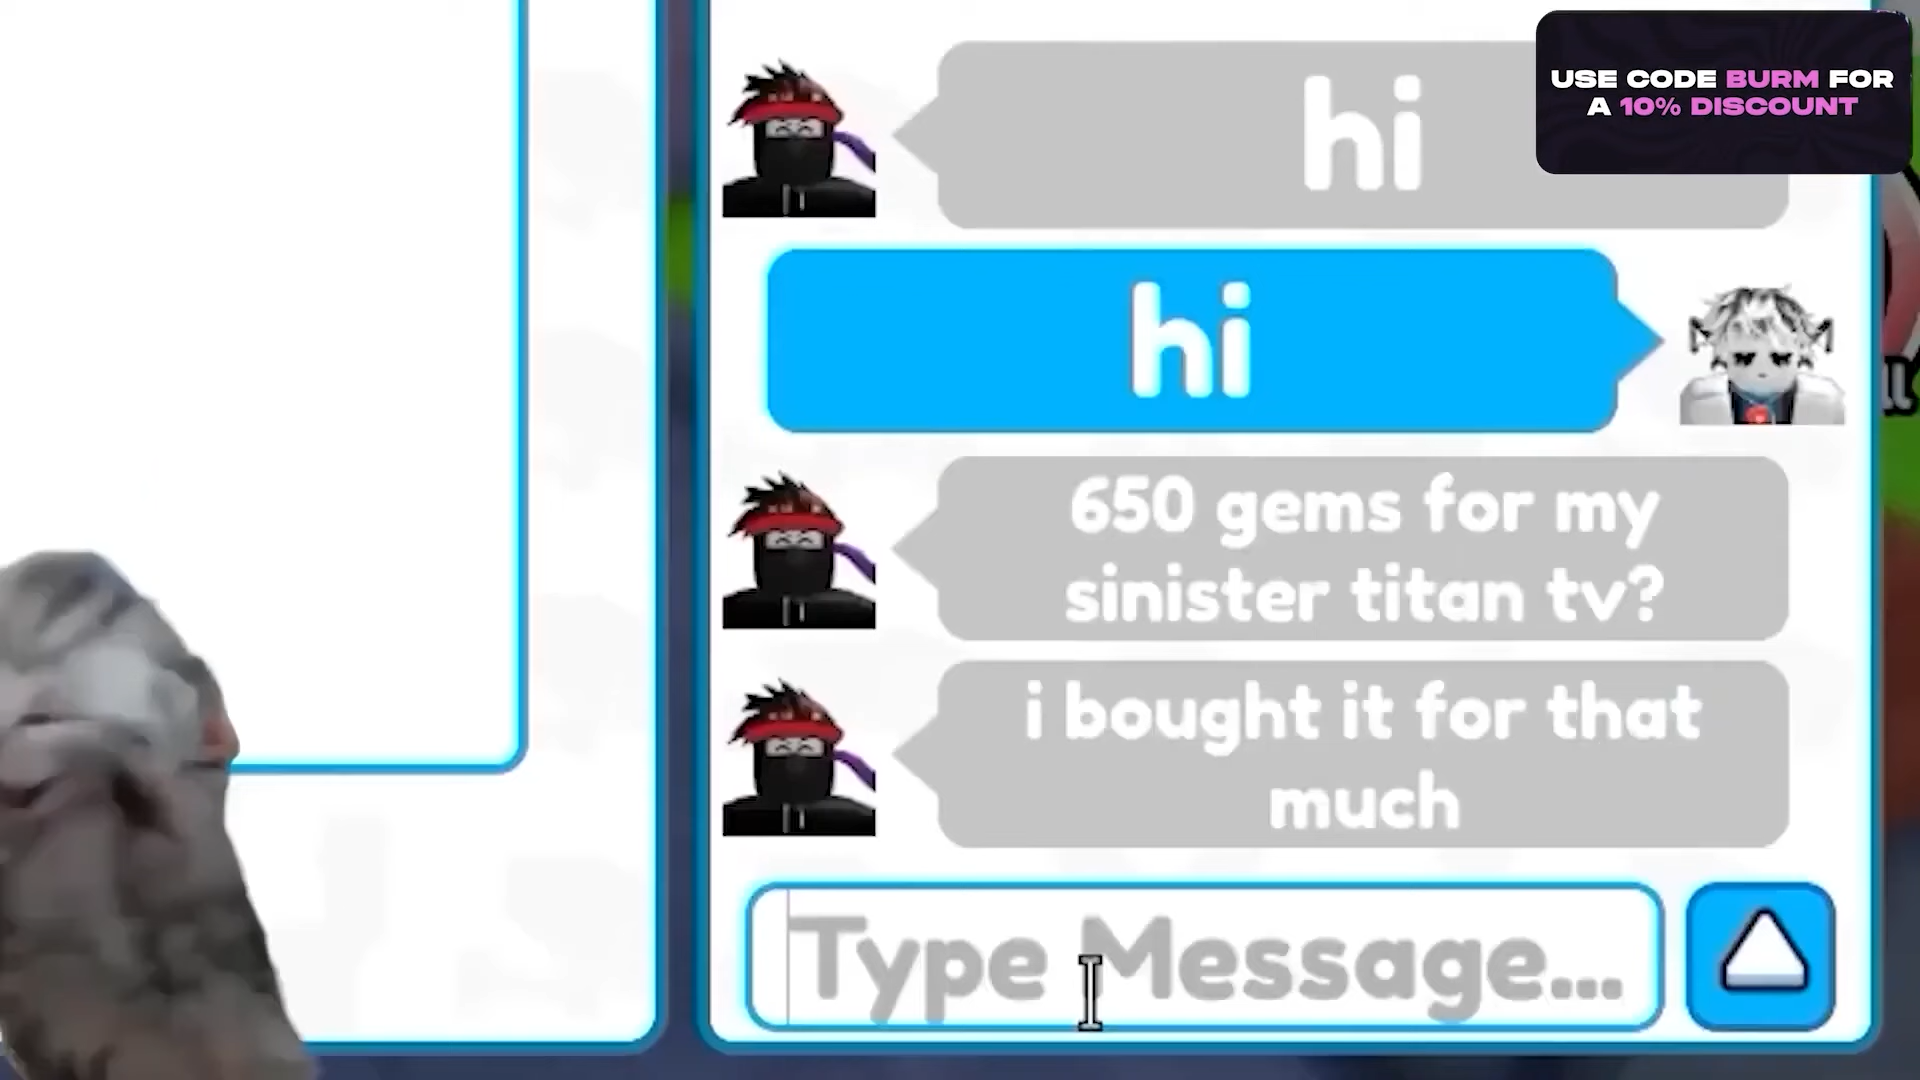 USE CODE BURM FOR
A 10% DISCOUNT
hi
hi
650 gems for my
sinister titan tv?
i bought it for that
much
Type Message...